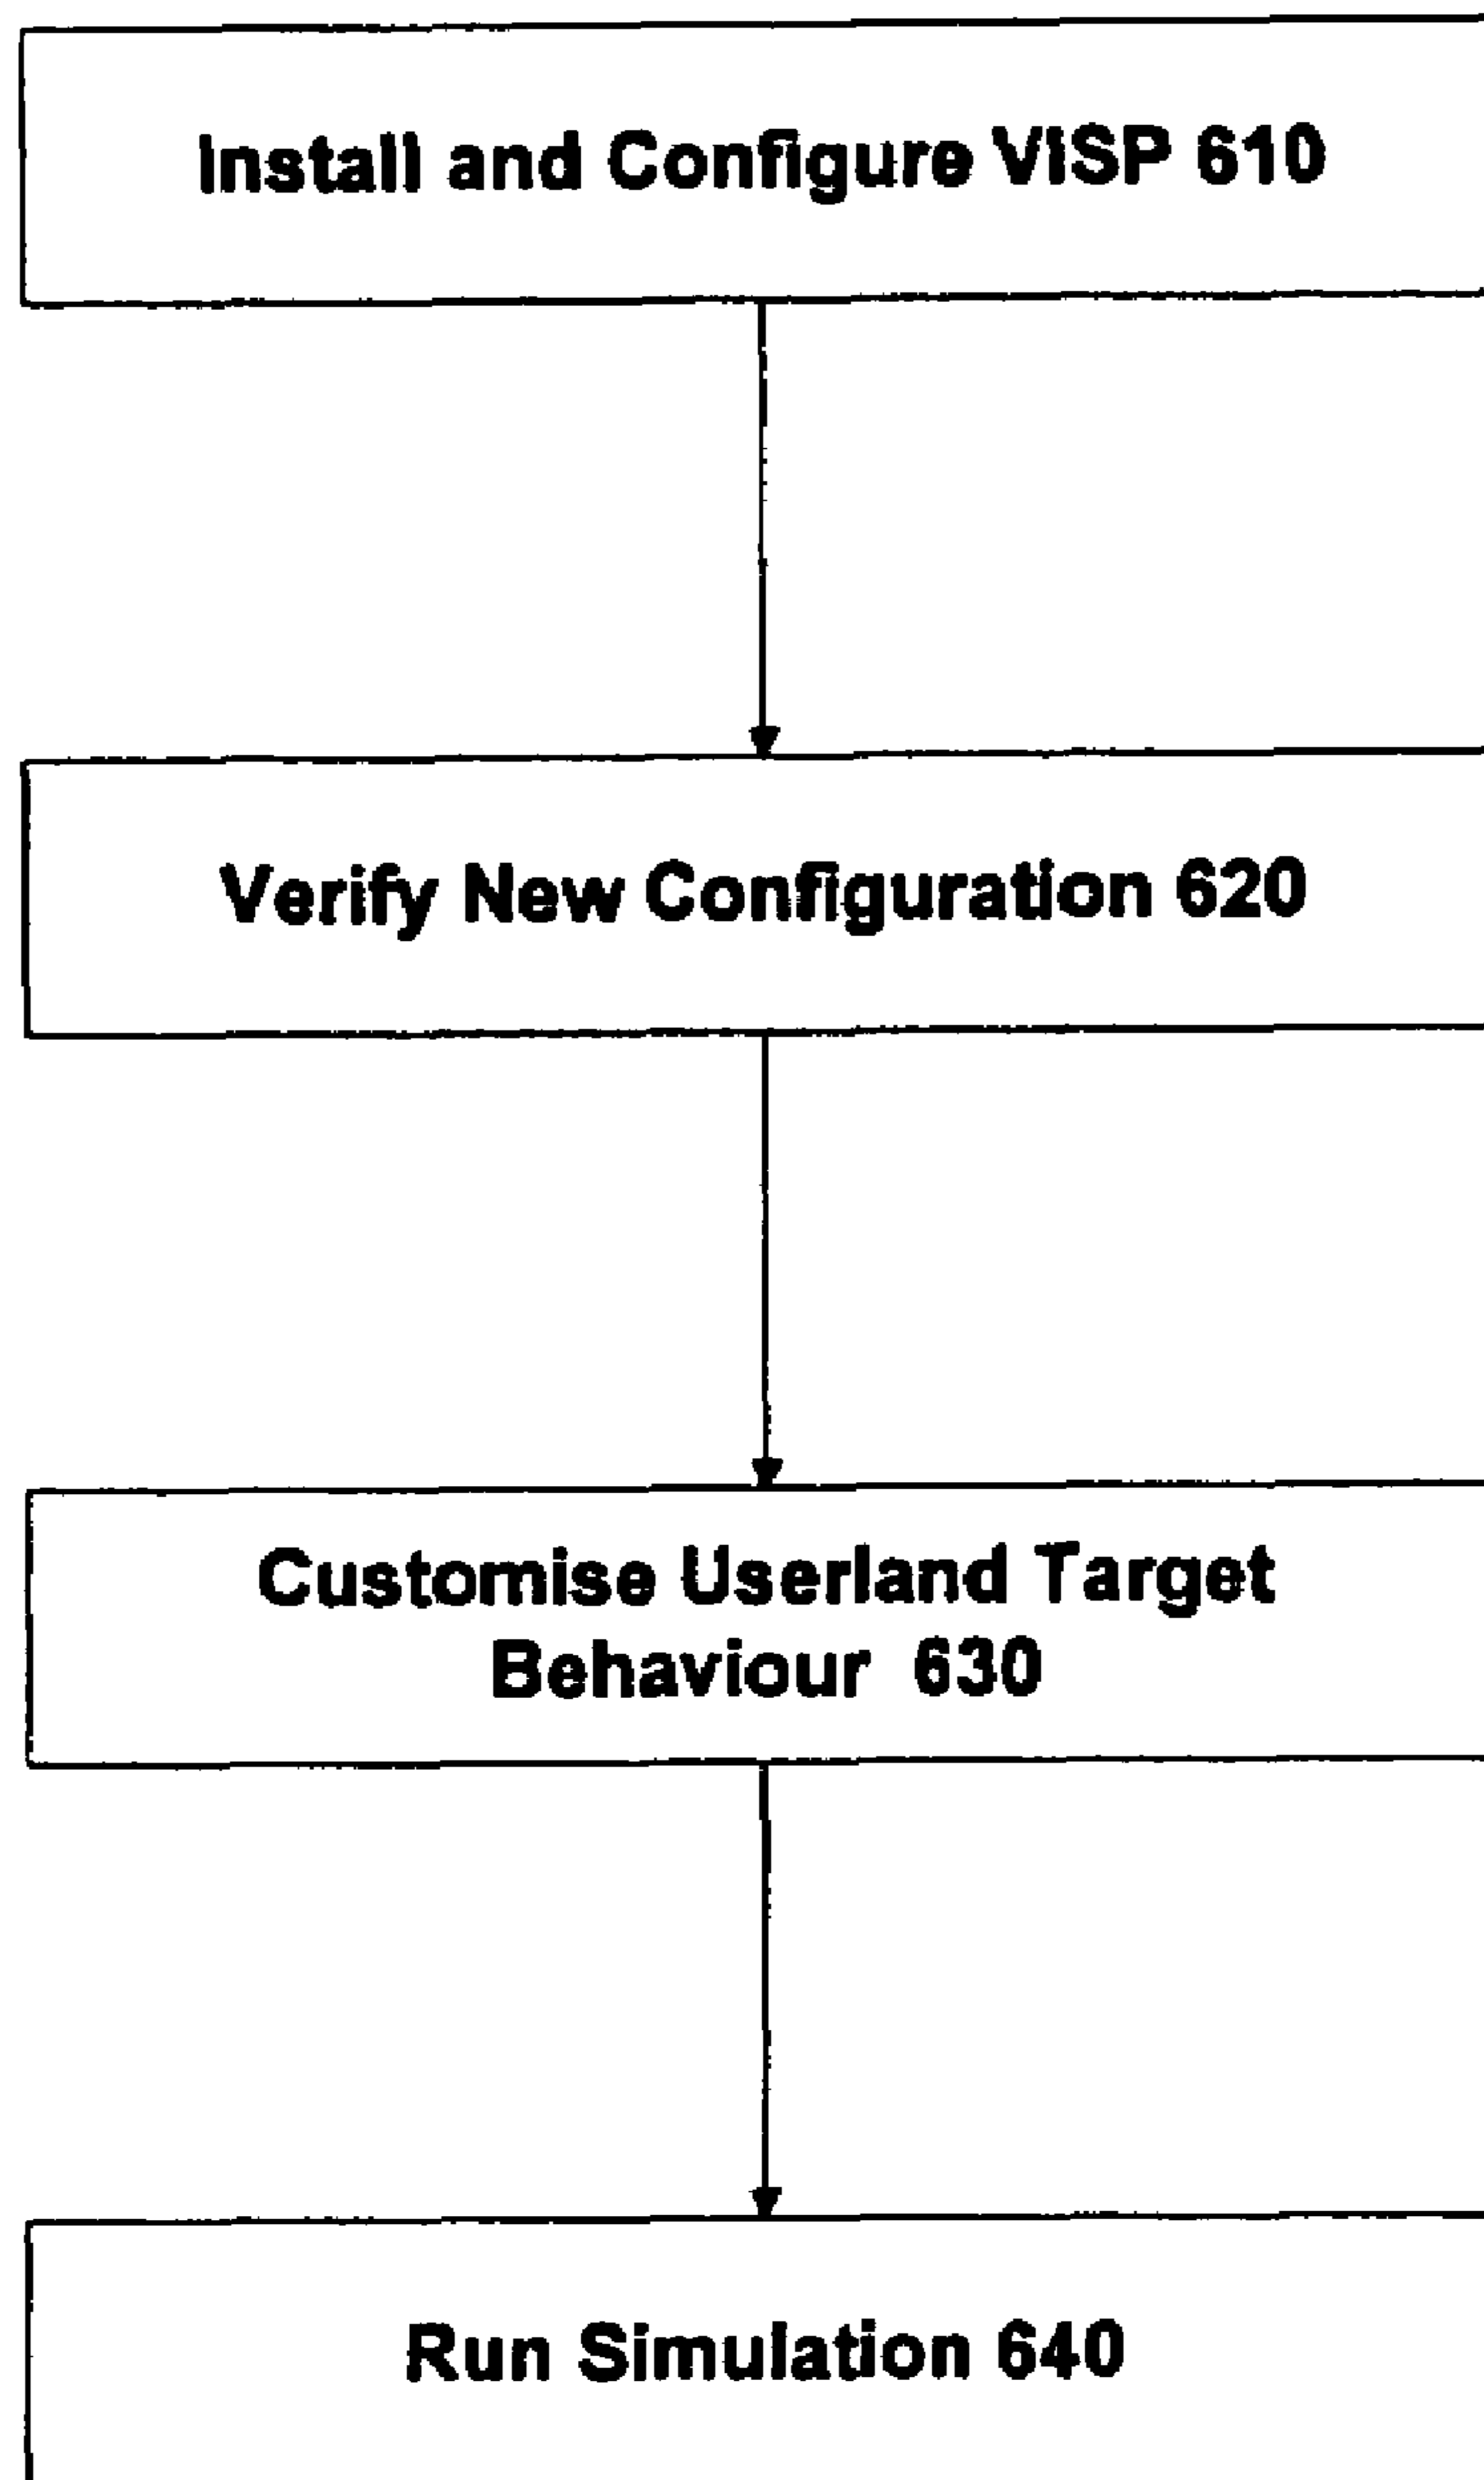 Install and Configure VISP 610
Verify New Configuration 620
Customise Userland Target
Behaviour 630
Run Simulation 640